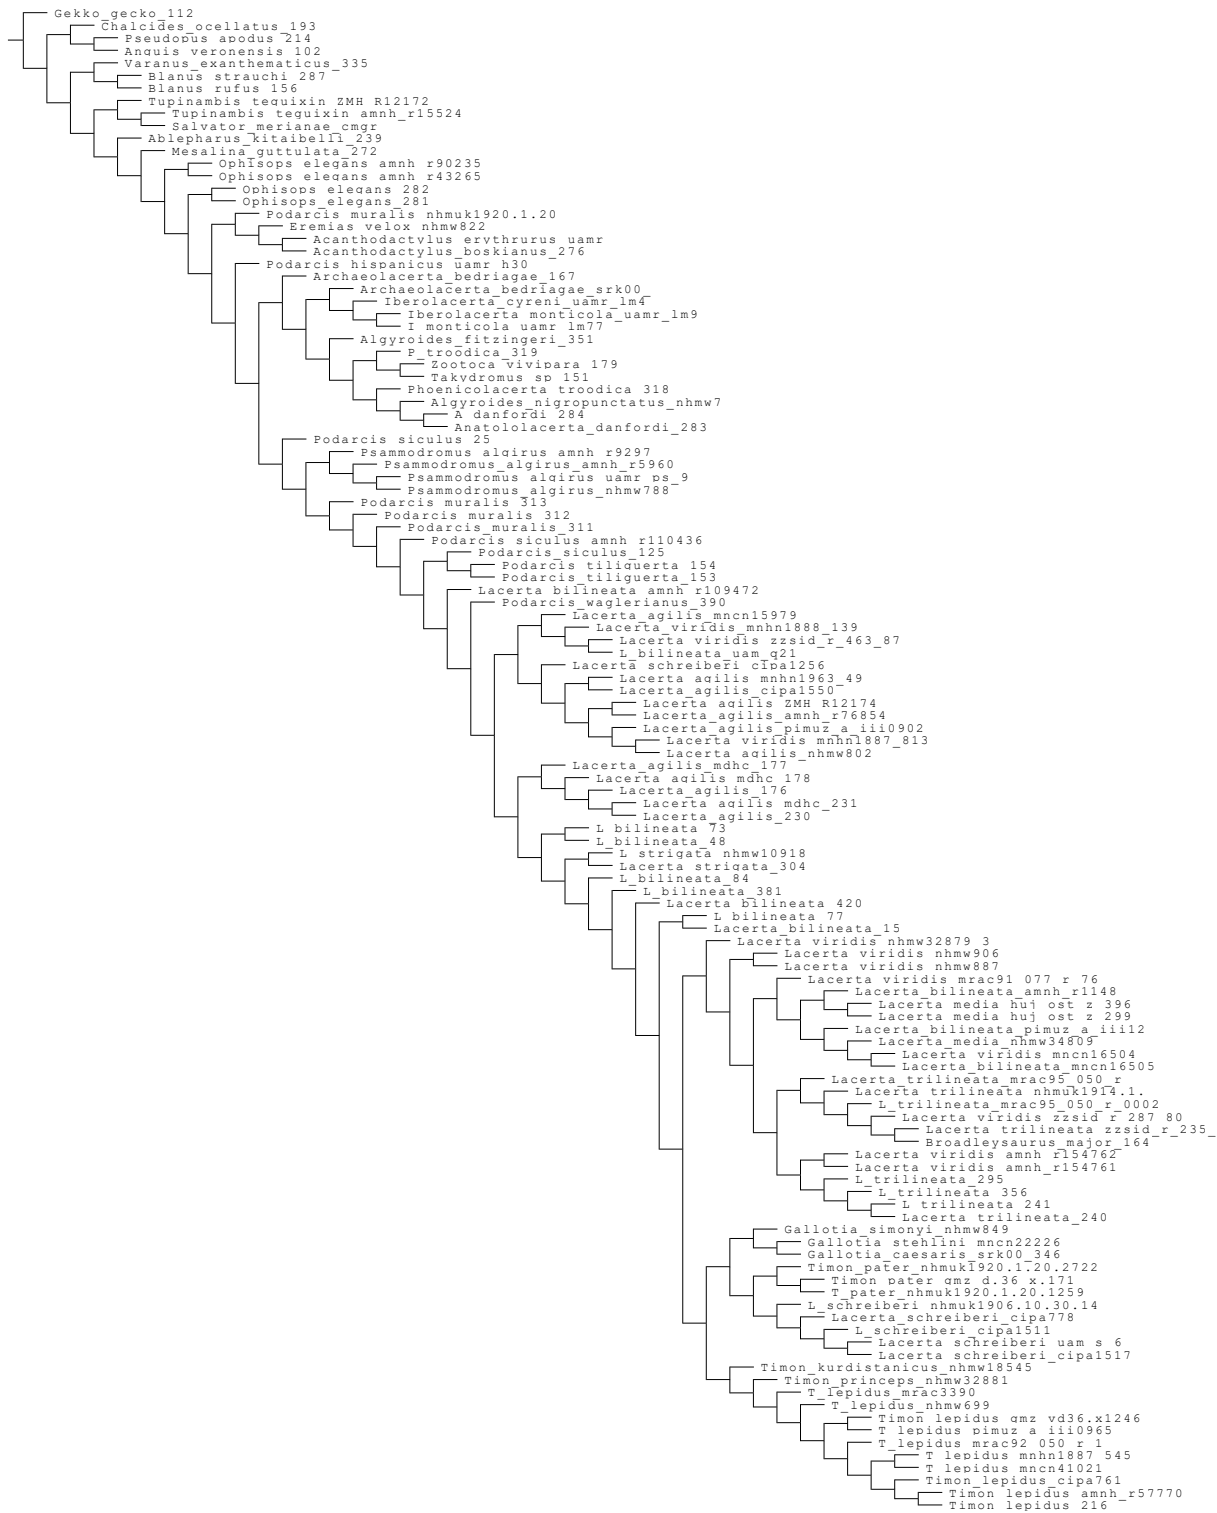 Gekko_gecko_112
Chalcides_ocellatus_193
Pseudopus_apodus_214
Anguis_veronensis_102
Varanus_exanthematicus_335
Blanus_strauchi_287
Blanus_rufus_156
Tupinambis_teguixin_ZMH_R12172
Tupinambis_teguixin_amnh_r15524
Salvator_merianae_cmgr
Ablepharus_kitaibelli_239
Mesalina_guttulata_272
Ophisops_elegans_amnh_r90235
Ophisops_elegans_amnh_r43265
Ophisops_elegans_282
Ophisops_elegans_281
Podarcis_muralis_nhmuk1920.1.20
Eremias_velox_nhmw822
Acanthodactylus_erythrurus_uamr
Acanthodactylus_boskianus_276
Podarcis_hispanicus_uamr_h30
Archaeolacerta_bedriagae_167
Archaeolacerta_bedriagae_srk00_
Iberolacerta_cyreni_uamr_lm4
Iberolacerta_monticola_uamr_lm9
I_monticola_uamr_lm77
Algyroides_fitzingeri_351
P_troodica_319
Zootoca_vivipara_179
Takydromus_sp_151
Phoenicolacerta_troodica_318
Algyroides_nigropunctatus_nhmw7
A_danfordi_284
Anatololacerta_danfordi_283
Podarcis_siculus_25
Psammodromus_algirus_amnh_r9297
Psammodromus_algirus_amnh_r5960
Psammodromus_algirus_uamr_ps_9
Psammodromus_algirus_nhmw788
Podarcis_muralis_313
Podarcis_muralis_312
Podarcis_muralis_311
Podarcis_siculus_amnh_r110436
Podarcis_siculus_125
Podarcis_tiliguerta_154
Podarcis_tiliguerta_153
Lacerta_bilineata_amnh_r109472
Podarcis_waglerianus_390
Lacerta_agilis_mncn15979
Lacerta_viridis_mnhn1888_139
Lacerta_viridis_zzsid_r_463_87
L_bilineata_uam_q21
Lacerta_schreiberi_cipa1256
Lacerta_agilis_mnhn1963_49
Lacerta_agilis_cipa1550
Lacerta_agilis_ZMH_R12174
Lacerta_agilis_amnh_r76854
Lacerta_agilis_pimuz_a_iii0902
Lacerta_viridis_mnhn1887_813
Lacerta_agilis_nhmw802
Lacerta_agilis_mdhc_177
Lacerta_agilis_mdhc_178
Lacerta_agilis_176
Lacerta_agilis_mdhc_231
Lacerta_agilis_230
L_bilineata_73
L_bilineata_48
L_strigata_nhmw10918
Lacerta_strigata_304
L_bilineata_84
L_bilineata_381
Lacerta_bilineata_420
L_bilineata_77
Lacerta_bilineata_15
Lacerta_viridis_nhmw32879_3
Lacerta_viridis_nhmw906
Lacerta_viridis_nhmw887
Lacerta_viridis_mrac91_077_r_76
Lacerta_bilineata_amnh_r1148
Lacerta_media_huj_ost_z_396
Lacerta_media_huj_ost_z_299
Lacerta_bilineata_pimuz_a_iii12
Lacerta_media_nhmw34809
Lacerta_viridis_mncn16504
Lacerta_bilineata_mncn16505
Lacerta_trilineata_mrac95_050_r
Lacerta_trilineata_nhmuk1914.1.
L_trilineata_mrac95_050_r_0002
Lacerta_viridis_zzsid_r_287_80
Lacerta_trilineata_zzsid_r_235_
Broadleysaurus_major_164
Lacerta_viridis_amnh_r154762
Lacerta_viridis_amnh_r154761
L_trilineata_295
L_trilineata_356
L_trilineata_241
Lacerta_trilineata_240
Gallotia_simonyi_nhmw849
Gallotia_stehlini_mncn22226
Gallotia_caesaris_srk00_346
Timon_pater_nhmuk1920.1.20.2722
Timon_pater_gmz_d.36_x.171
T_pater_nhmuk1920.1.20.1259
L_schreiberi_nhmuk1906.10.30.14
Lacerta_schreiberi_cipa778
L_schreiberi_cipa1511
Lacerta_schreiberi_uam_s_6
Lacerta_schreiberi_cipa1517
Timon_kurdistanicus_nhmw18545
Timon_princeps_nhmw32881
T_lepidus_mrac3390
T_lepidus_nhmw699
Timon_lepidus_gmz_vd36.x1246
T_lepidus_pimuz_a_iii0965
T_lepidus_mrac92_050_r_1
T_lepidus_mnhn1887_545
T_lepidus_mncn41021
Timon_lepidus_cipa761
Timon_lepidus_amnh_r57770
Timon_lepidus_216